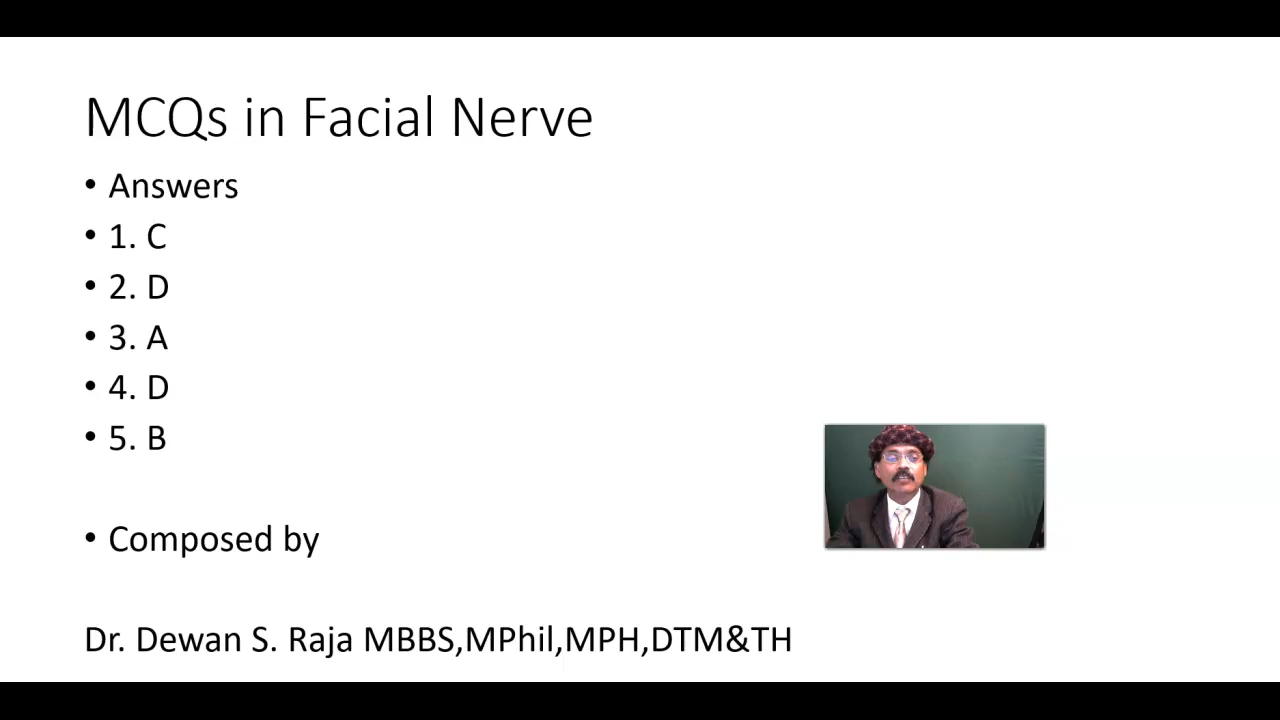 MCQs in Facial Nerve
• Answers
• 1. C
• 2. D
• 3. A
• 4. D
• 5. B
• Composed by
Dr. Dewan S. Raja MBBS,MPhil,MPH,DTM&TH